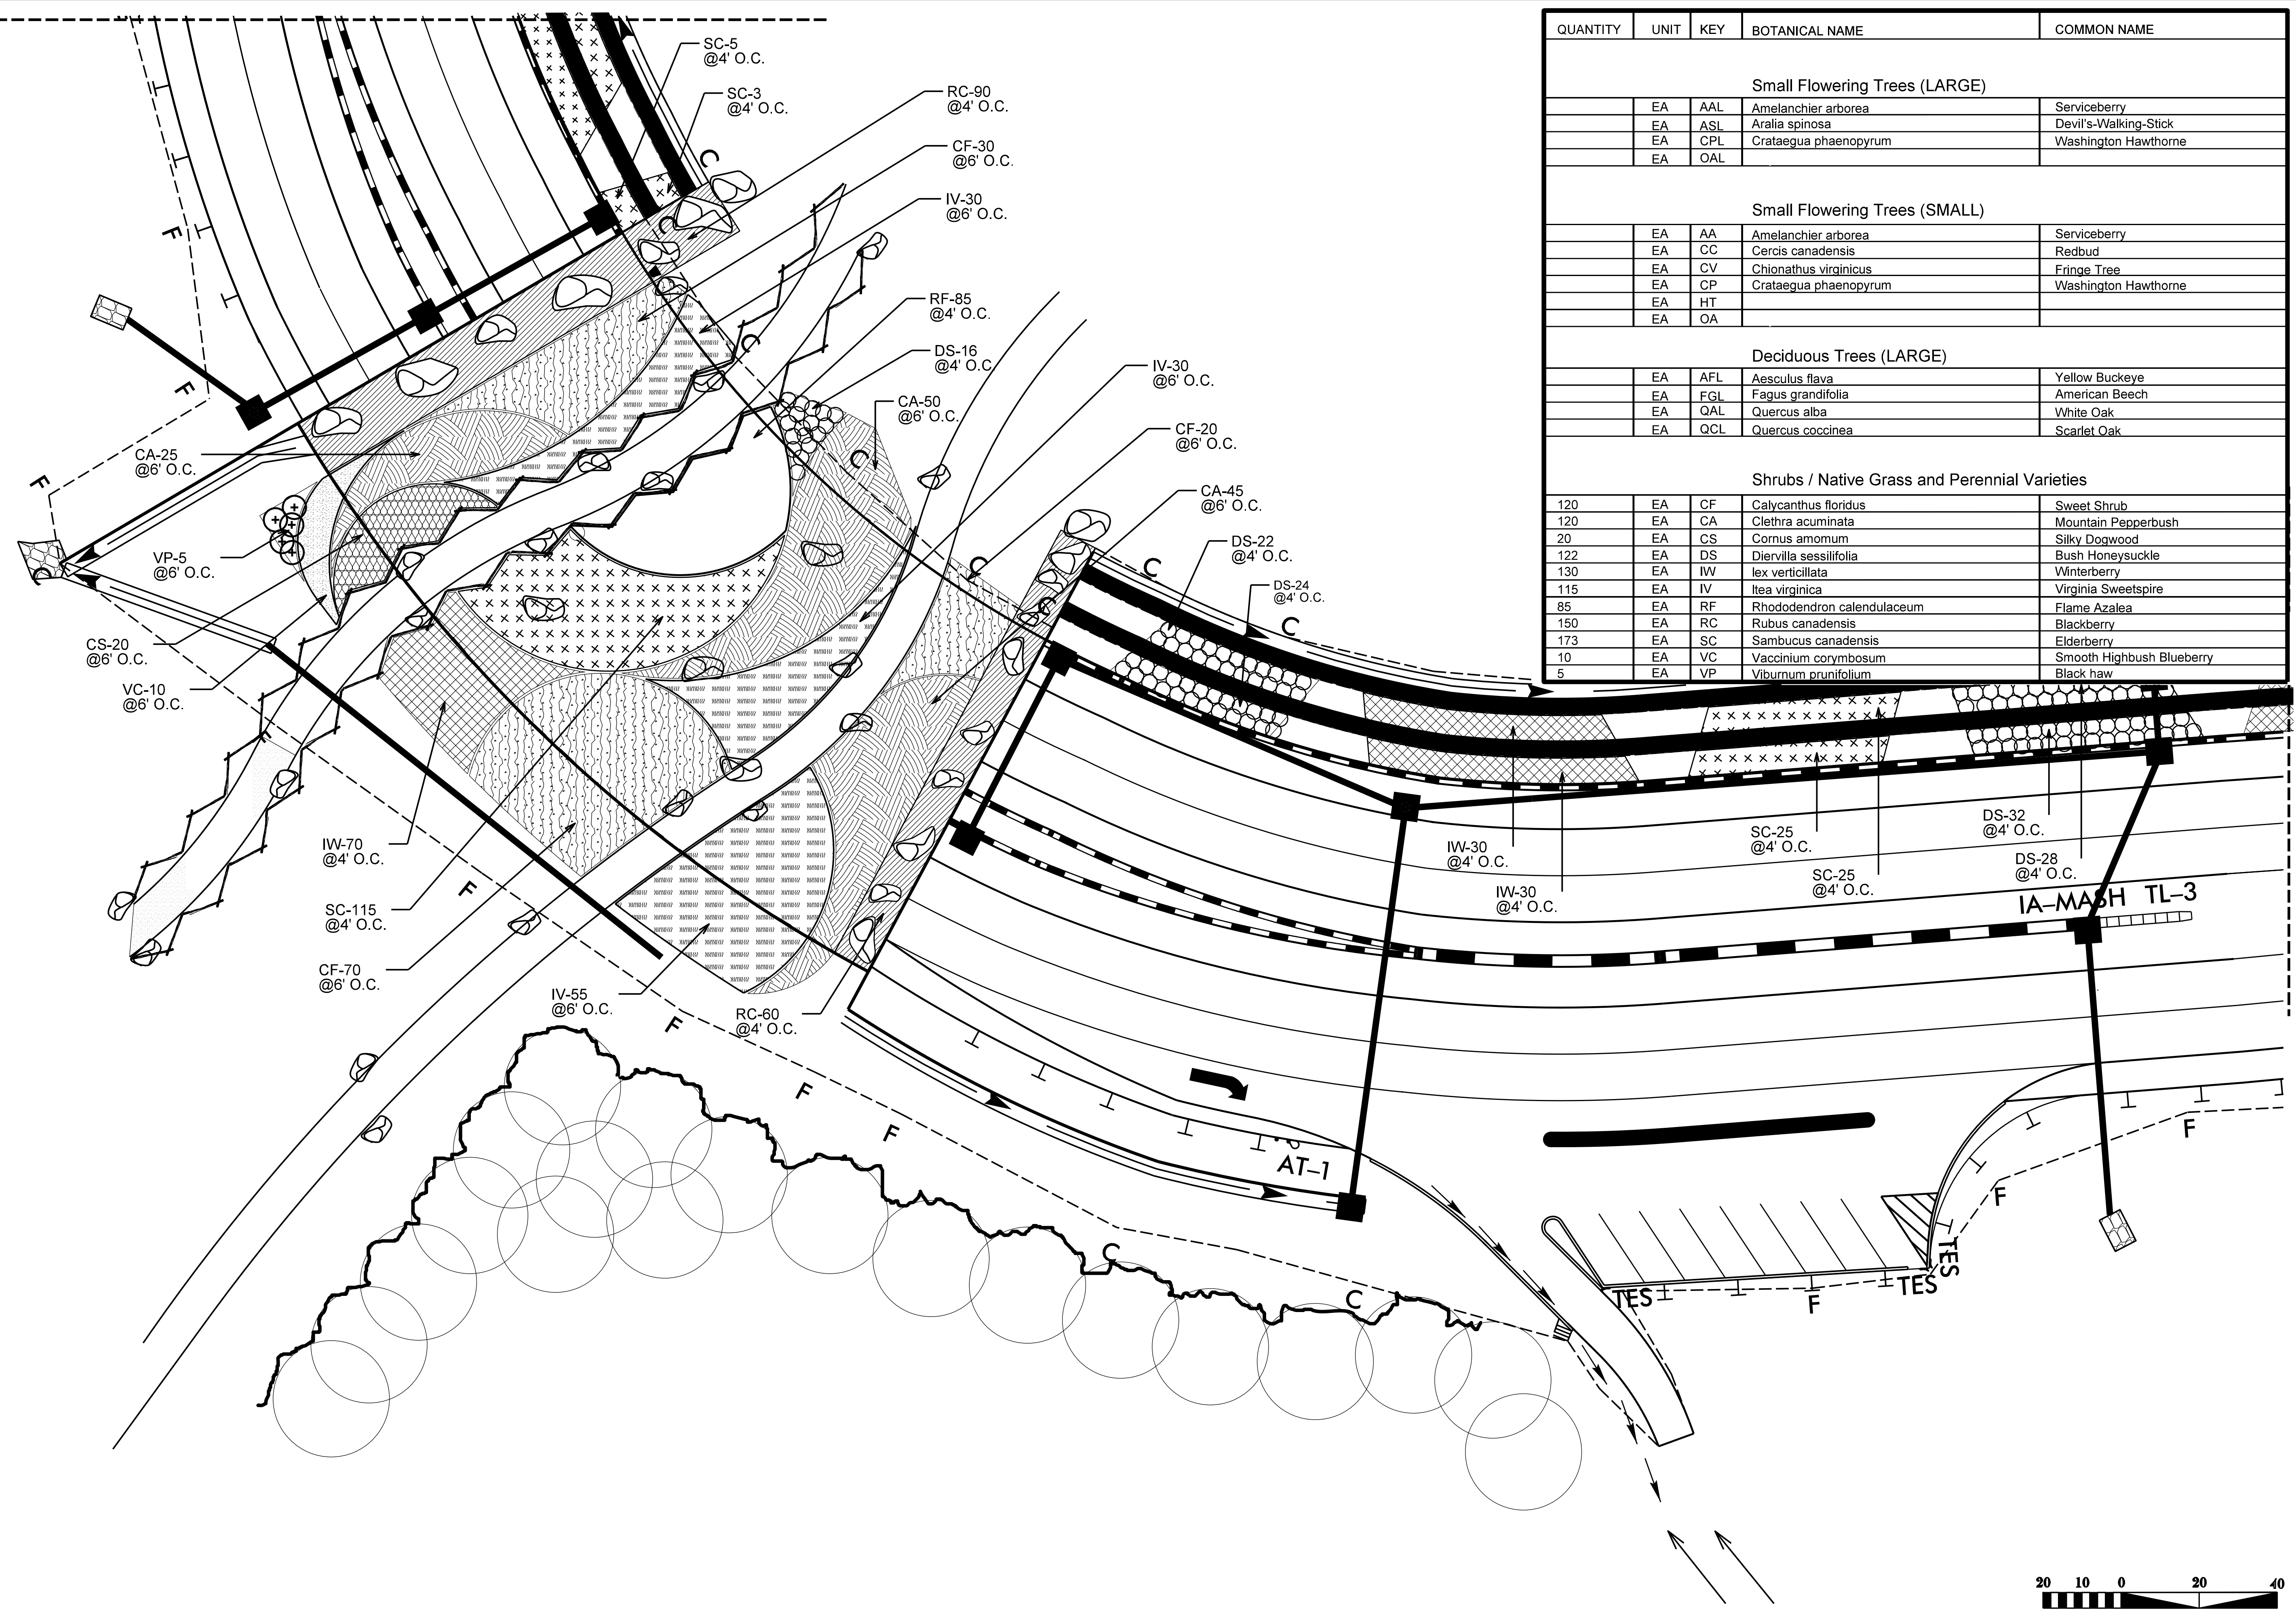 QUANTITY UNIT KEY BOTANICAL NAME COMMON NAME
Small Flowering Trees (LARGE)
EA AAL Amelanchier arborea Serviceberry
EA ASL Aralia spinosa Devil's-Walking-Stick
EA CPL Crataegua phaenopyrum Washington Hawthorne
EA OAL
Small Flowering Trees (SMALL)
EA AA Amelanchier arborea Serviceberry
EA CC Cercis canadensis Redbud
EA CV Chionathus virginicus Fringe Tree
EA CP Crataegua phaenopyrum Washington Hawthorne
EA HT
EA OA
Deciduous Trees (LARGE)
EA AFL Aesculus flava Yellow Buckeye
EA FGL Fagus grandifolia American Beech
EA QAL Quercus alba White Oak
EA QCL Quercus coccinea Scarlet Oak
Shrubs / Native Grass and Perennial Varieties
120 EA CF Calycanthus floridus Sweet Shrub
120 EA CA Clethra acuminata Mountain Pepperbush
20 EA CS Cornus amomum Silky Dogwood
122 EA DS Diervilla sessilifolia Bush Honeysuckle
130 EA IW lex verticillata Winterberry
115 EA IV Itea virginica Virginia Sweetspire
85 EA RF Rhododendron calendulaceum Flame Azalea
150 EA RC Rubus canadensis Blackberry
173 EA SC Sambucus canadensis Elderberry
10 EA VC Vaccinium corymbosum Smooth Highbush Blueberry
5 EA VP Viburnum prunifolium Black haw
SC-5
@4' O.C.
SC-3
@4' O.C.
RC-90
@4' O.C.
CF-30
@6' O.C.
IV-30
@6' O.C.
RF-85
@4' O.C.
DS-16
@4' O.C.
CA-50
@6' O.C.
IV-30
@6' O.C.
CF-20
@6' O.C.
CA-45
@6' O.C.
DS-22
@4' O.C.
DS-24
@4' O.C.
CA-25
@6' O.C.
VP-5
@6' O.C.
CS-20
@6' O.C.
VC-10
@6' O.C.
IW-70
@4' O.C.
SC-115
@4' O.C.
CF-70
@6' O.C.
IV-55
@6' O.C.
RC-60
@4' O.C.
IW-30
@4' O.C.
IW-30
@4' O.C.
SC-25
@4' O.C.
SC-25
@4' O.C.
DS-32
@4' O.C.
DS-28
@4' O.C.
IA-MASH TL-3
AT-1
C
C
C
C
C
C
C
C
C
C
C
F
F
F
F
F
F
F
F
F
F
TES
TES
TES
20 10 0 20 40